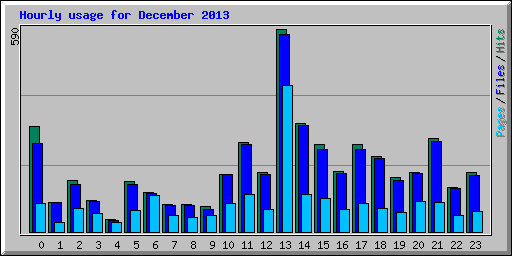 Hourly usage for December 2013
590
Pages / Files / Hits
0 1 2 3 4 5 6 7 8 9 10 11 12 13 14 15 16 17 18 19 20 21 22 23